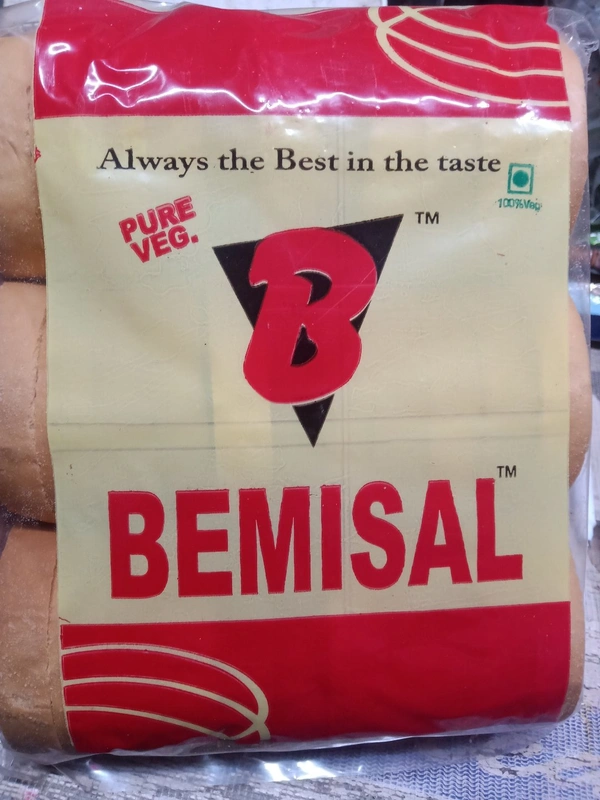 Always the Best in the taste
100%Veg
PURE
VEG.
B
TM
BEMISAL
TM